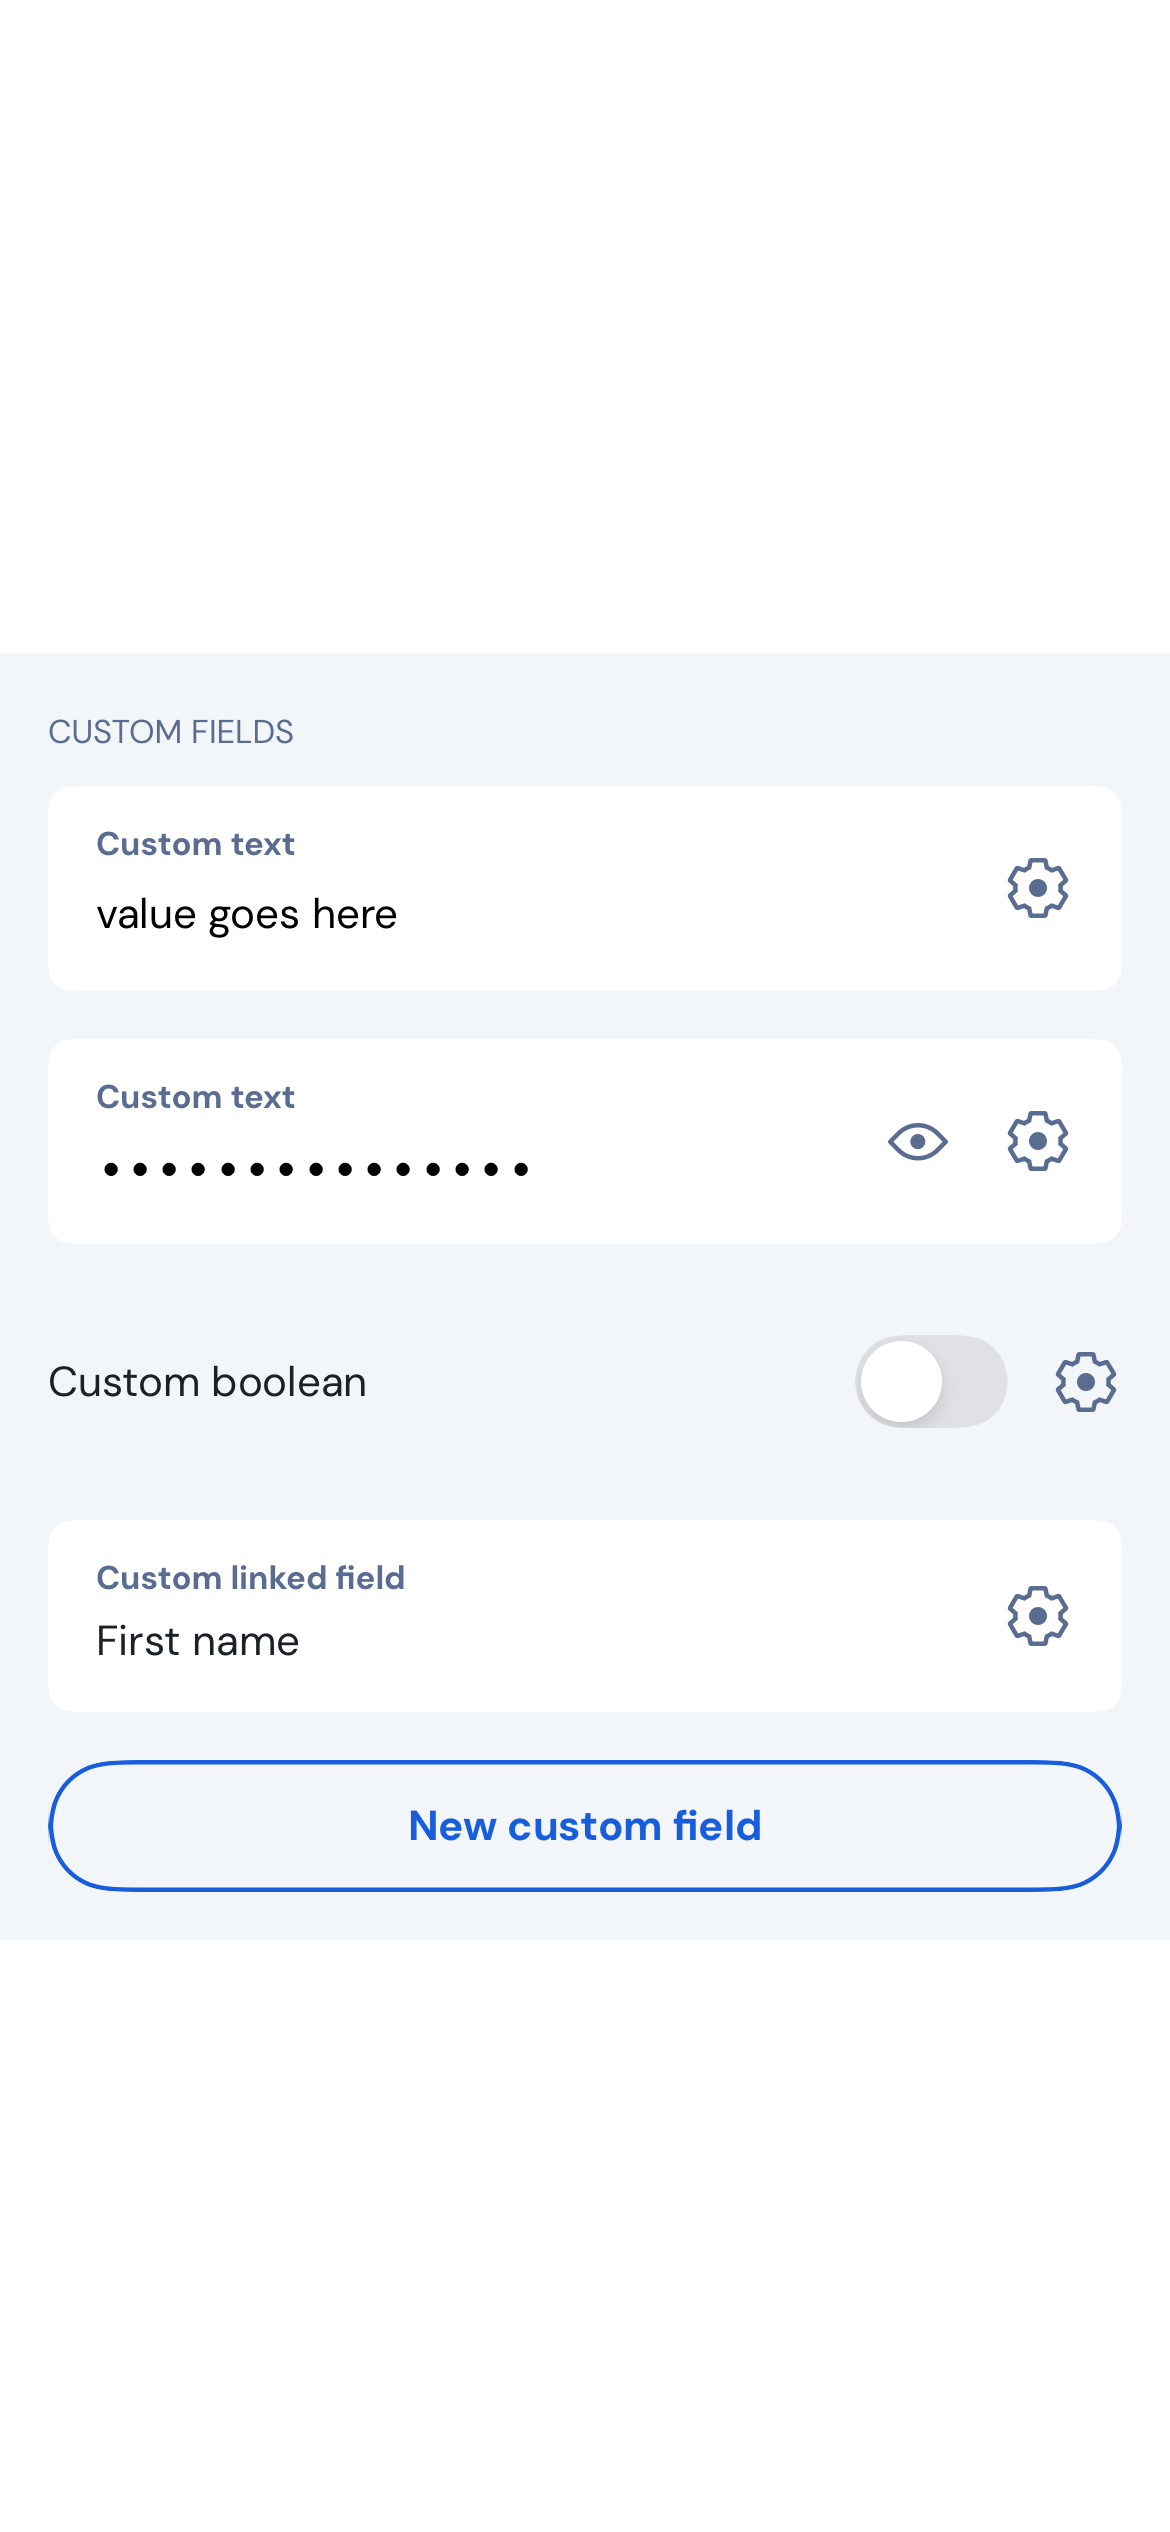 CUSTOM FIELDS
Custom text
value goes here
Custom text
•••••••••••••••
Custom boolean
Custom linked field
First name
New custom field